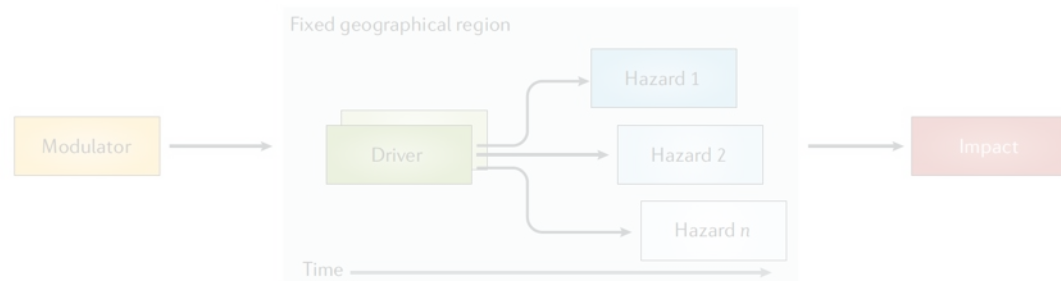 Fixed geographical region
Hazard 1
Modulator
Driver
Hazard 2
Impact
Hazard n
Time